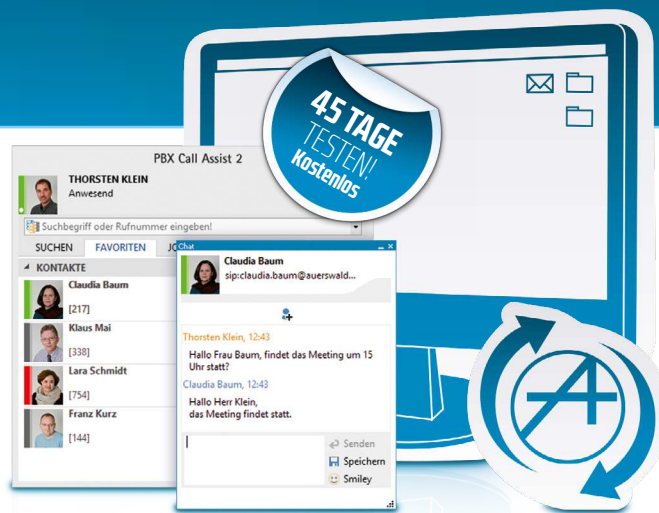 45 TAGE
TESTEN!
Kostenlos
PBX Call Assist 2
THORSTEN KLEIN
Anwesend
Suchbegriff oder Rufnummer eingeben!
SUCHEN FAVORITEN
KONTAKTE
Claudia Baum
[217]
Klaus Mai
[338]
Lara Schmidt
[754]
Franz Kurz
[144]
Chat
Claudia Baum
sip:claudia.baum@auerswald...
Thorsten Klein, 12:43
Hallo Frau Baum, findet das Meeting um 15
Uhr statt?
Claudia Baum, 12:43
Hallo Herr Klein,
das Meeting findet statt.
Senden
Speichern
Smiley